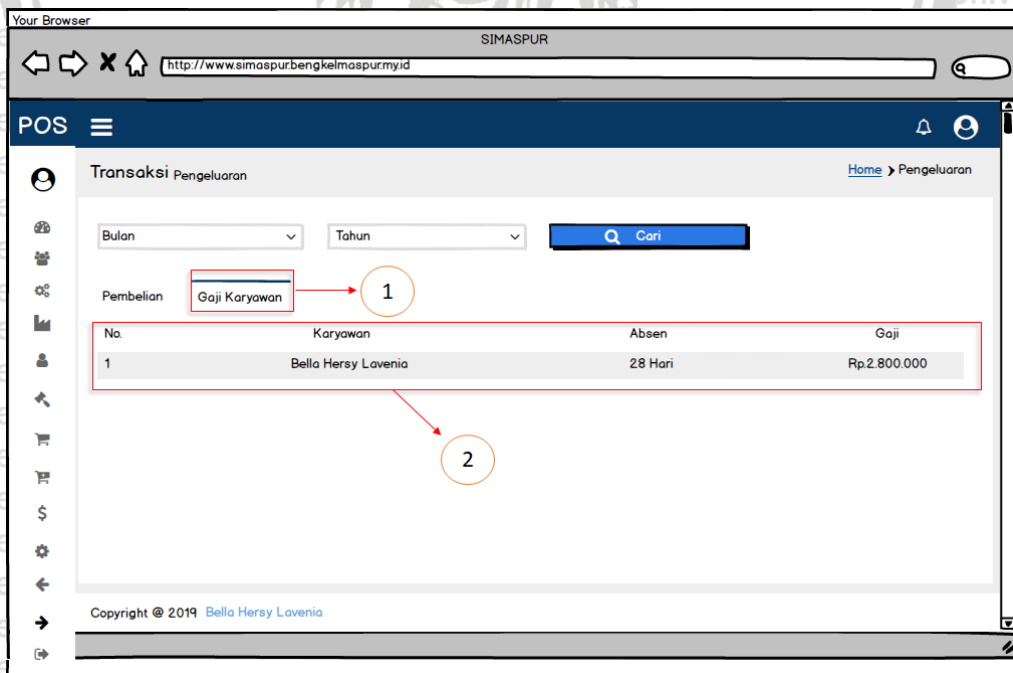 Your Browser
SIMASPUR
http://www.simaspur.bengkelmaspur.my.id
POS
Transaksi Pengeluaran
Home > Pengeluaran
Bulan
Tahun
Cari
Pembelian
Gaji Karyawan
1
No. Karyawan Absen Gaji
1 Bella Hersy Lavenia 28 Hari Rp.2.800.000
2
Copyright @ 2019 Bella Hersy Lavenia